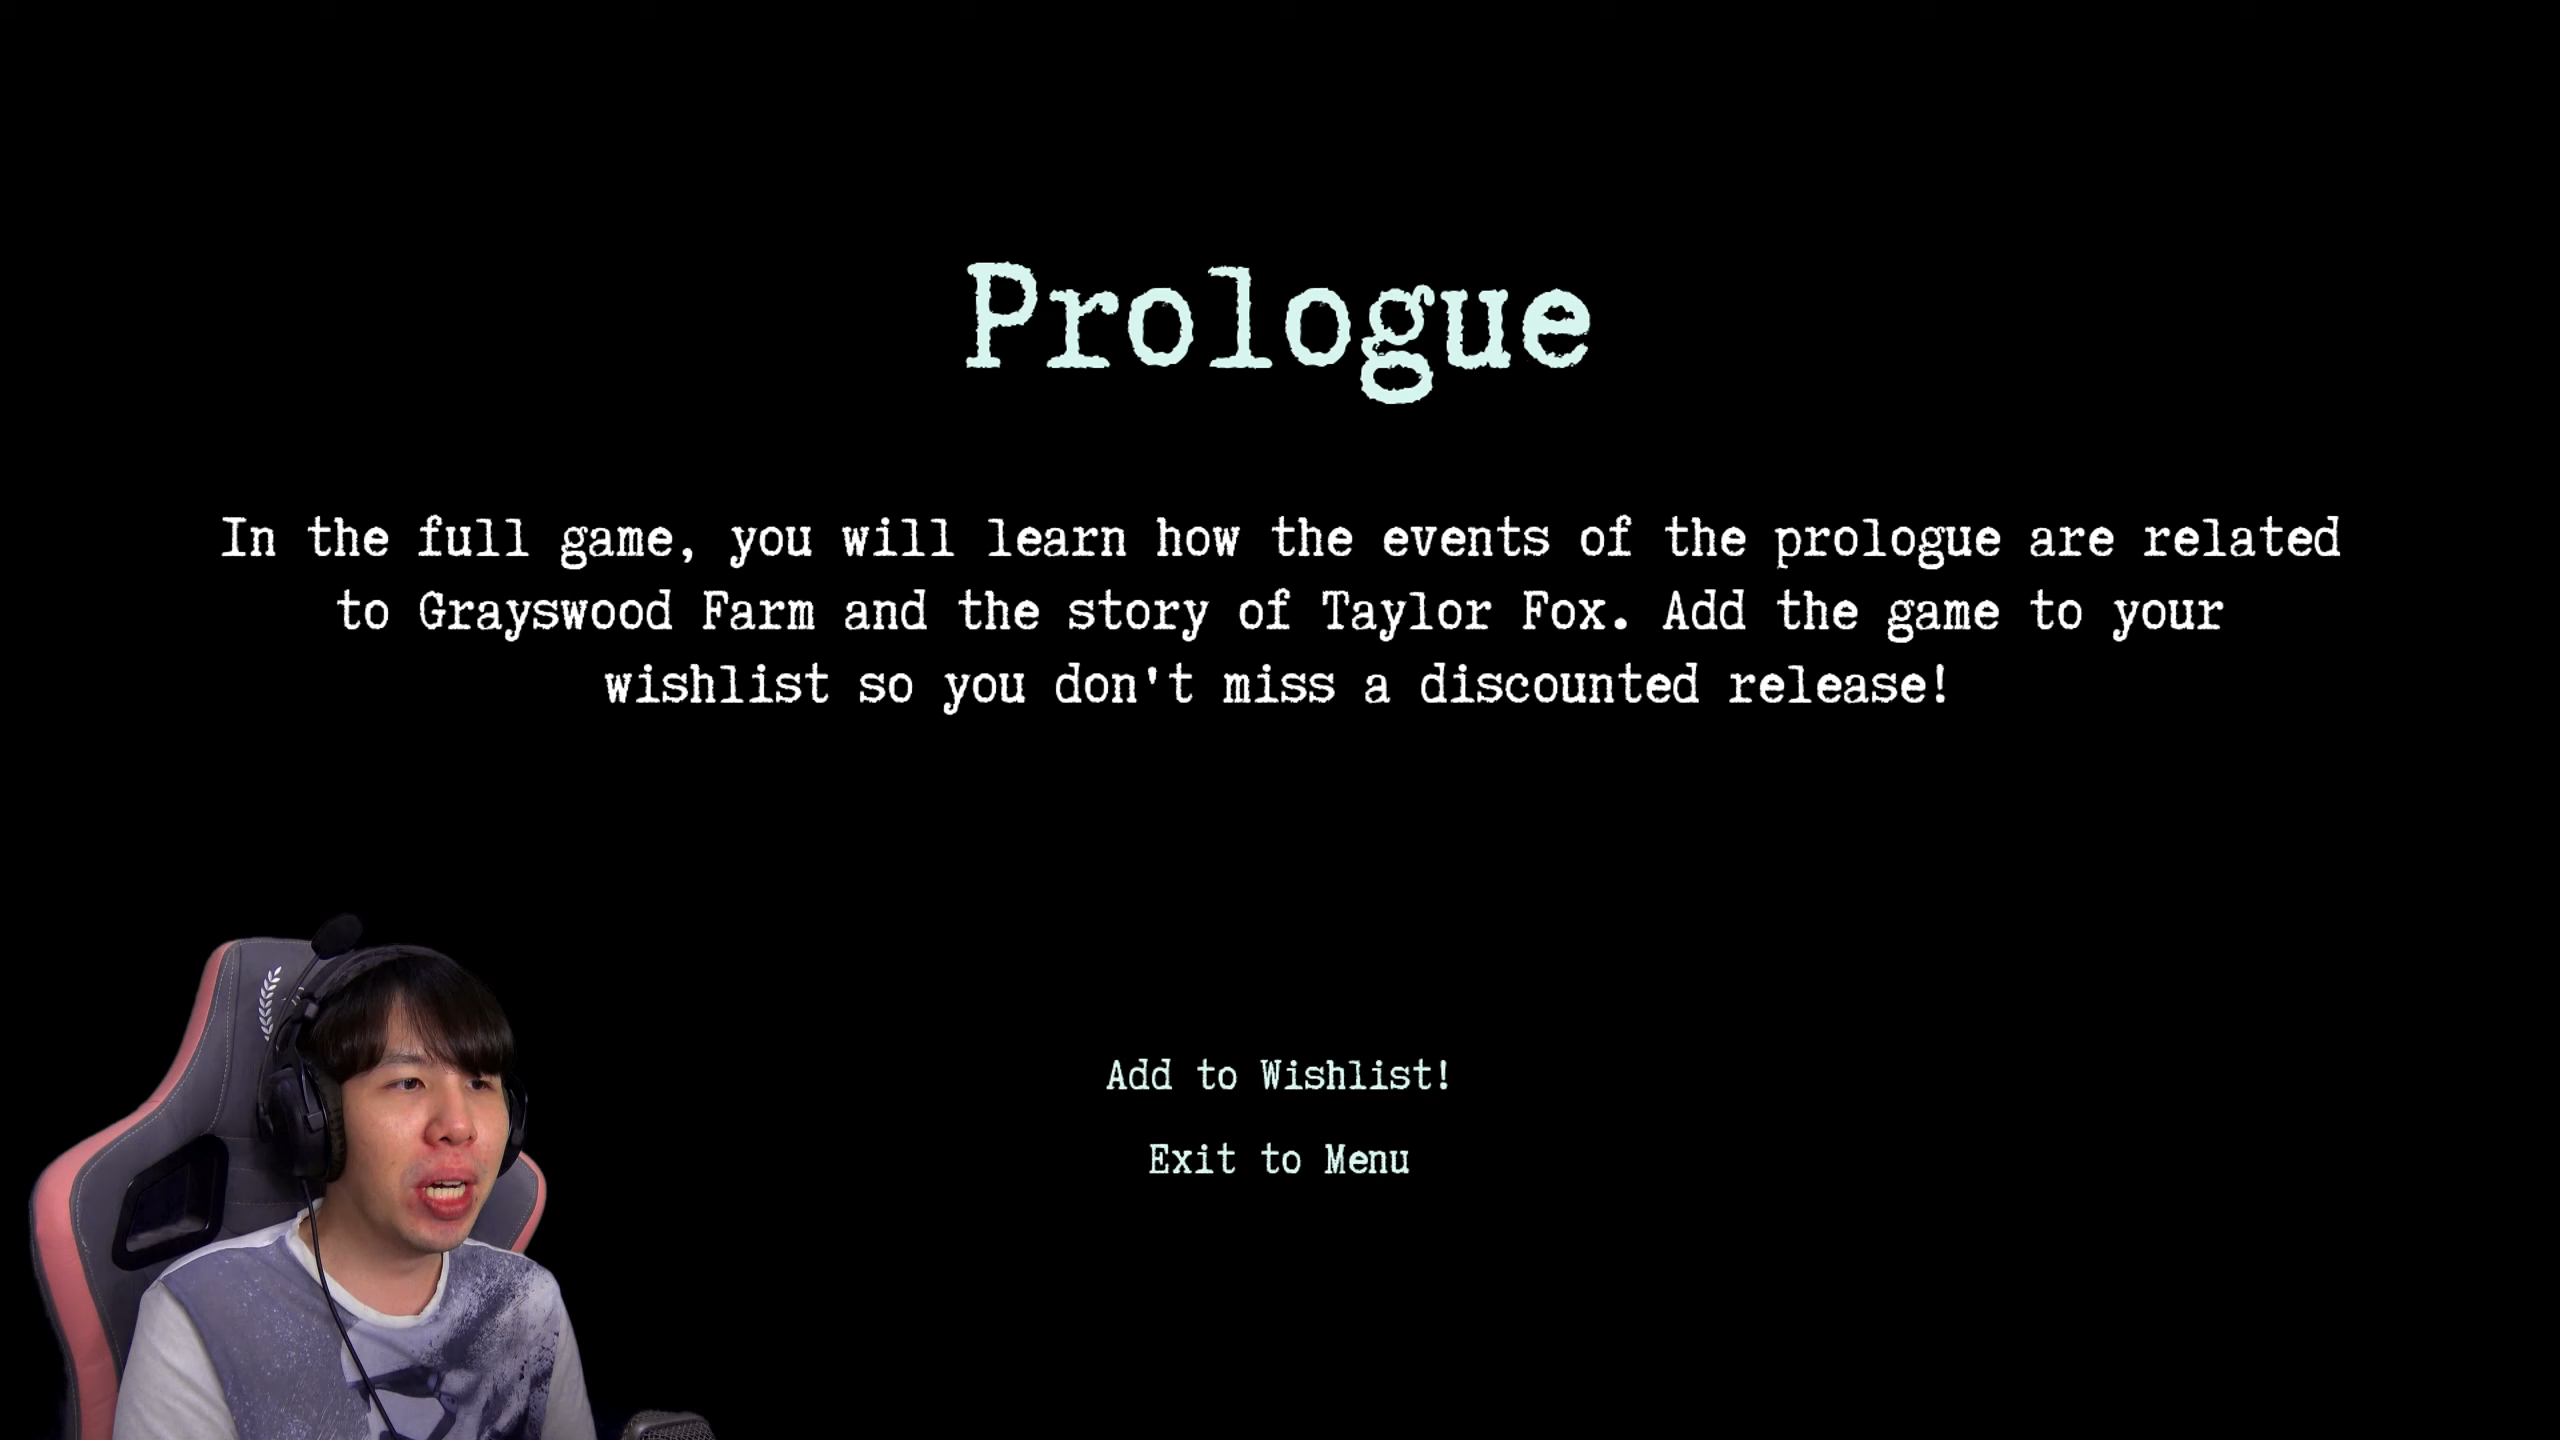 Prologue
In the full game, you will learn how the events of the prologue are related
to Grayswood Farm and the story of Taylor Fox. Add the game to your
wishlist so you don't miss a discounted release!
Add to Wishlist!
Exit to Menu